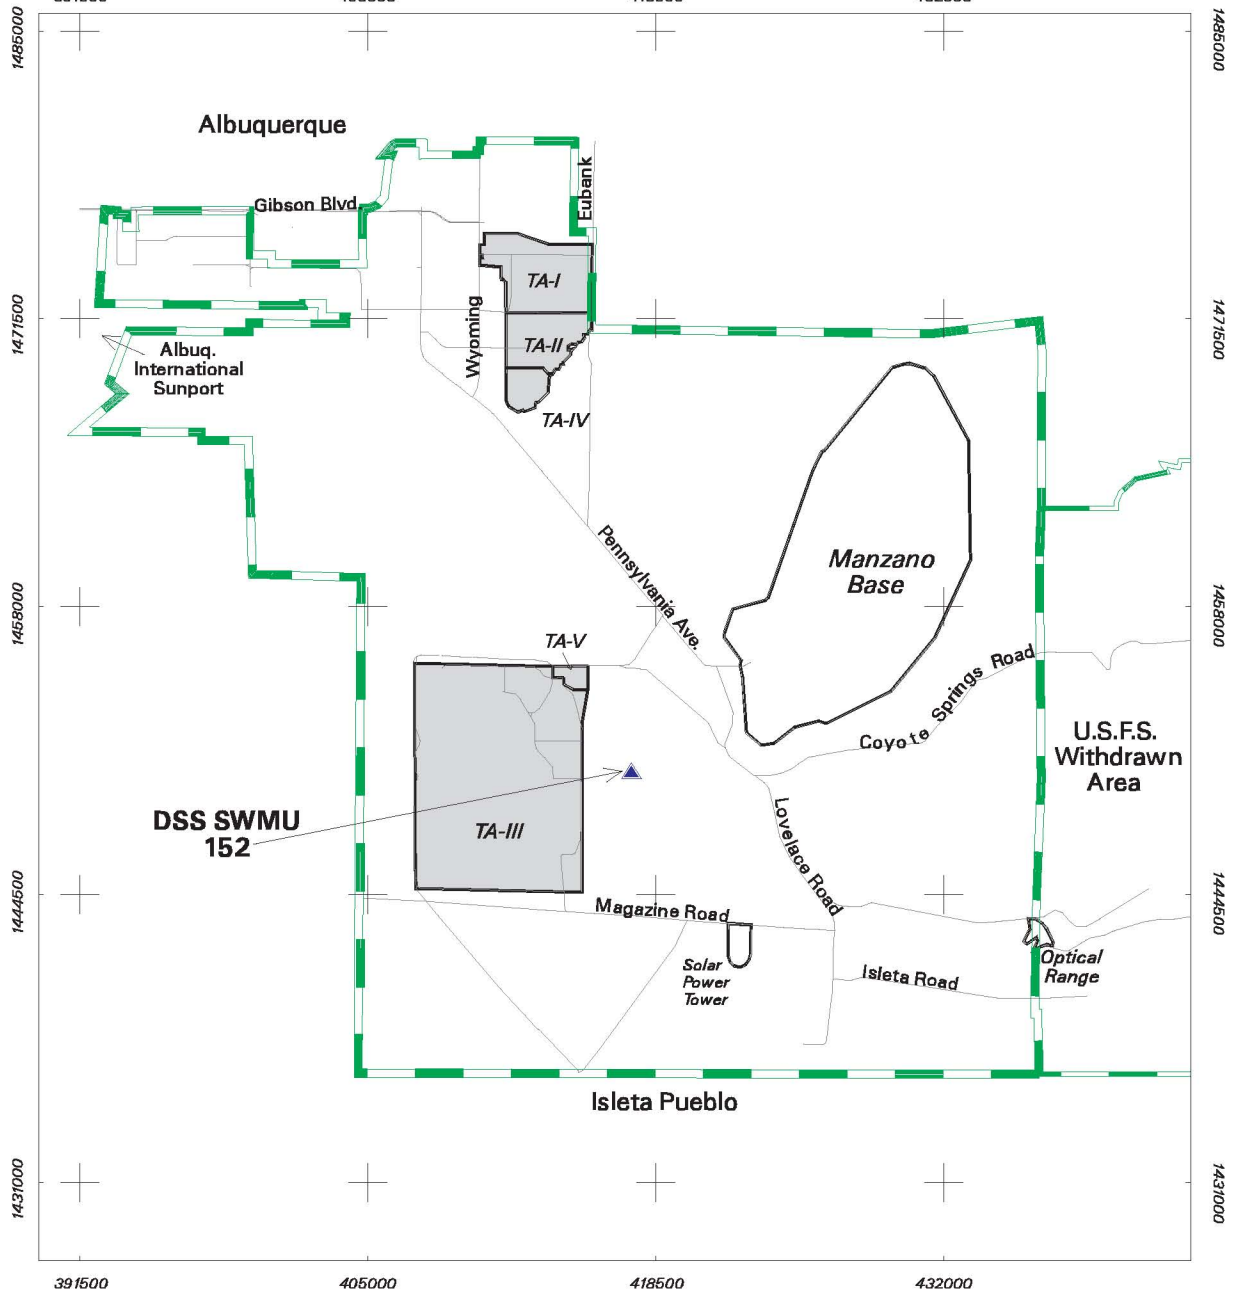 1485000
1485000
Albuquerque
Eubank
Gibson Blvd.
TA-I
1471500
1471500
Wyoming
TA-II
Albuq.
International
Sunport
TA-IV
Pennsylvania Ave.
Manzano
Base
1458000
1458000
TA-V
Coyote Springs Road
U.S.F.S.
Withdrawn
Area
DSS SWMU
152
TA-III
Lovelace Road
1444500
1444500
Magazine Road
Solar
Power
Tower
Isleta Road
Optical
Range
Isleta Pueblo
1431000
1431000
391500
405000
418500
432000